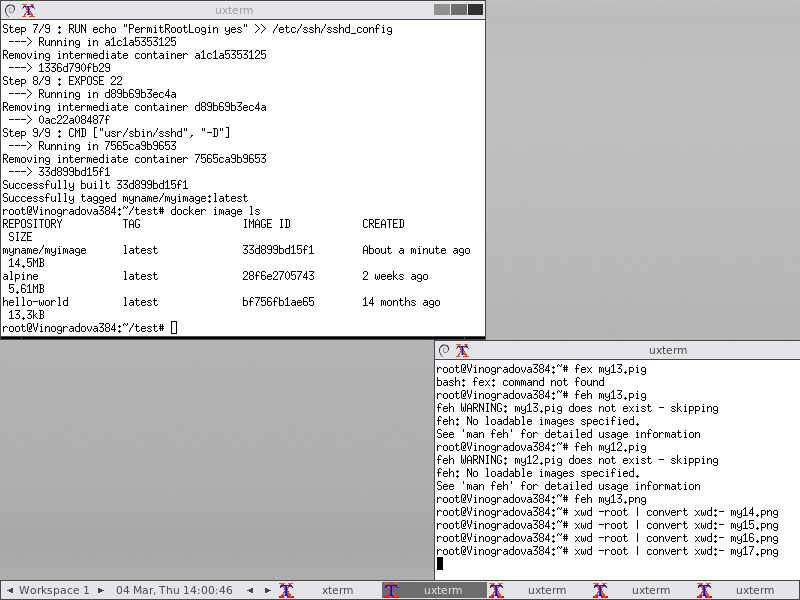 uxterm
Step 7/9 : RUN echo "PermitRootLogin yes" >> /etc/ssh/sshd_config
 ---> Running in a1c1a5353125
Removing intermediate container a1c1a5353125
 ---> 1336d790fb29
Step 8/9 : EXPOSE 22
 ---> Running in d89b69b3ec4a
Removing intermediate container d89b69b3ec4a
 ---> 0ac22a08487f
Step 9/9 : CMD ["usr/sbin/sshd", "-D"]
 ---> Running in 7565ca9b9653
Removing intermediate container 7565ca9b9653
 ---> 33d899bd15f1
Successfully built 33d899bd15f1
Successfully tagged myname/myimage:latest
root@Vinogradova384:~/test# docker image ls
REPOSITORY          TAG                 IMAGE ID            CREATED
 SIZE
myname/myimage      latest              33d899bd15f1        About a minute ago
 14.5MB
alpine              latest              28f6e2705743        2 weeks ago
 5.61MB
hello-world         latest              bf756fb1ae65        14 months ago
 13.3kB
root@Vinogradova384:~/test#
uxterm
root@Vinogradova384:~# fex my13.pig
bash: fex: command not found
root@Vinogradova384:~# feh my13.pig
feh WARNING: my13.pig does not exist - skipping
feh: No loadable images specified.
See 'man feh' for detailed usage information
root@Vinogradova384:~# feh my12.pig
feh WARNING: my12.pig does not exist - skipping
feh: No loadable images specified.
See 'man feh' for detailed usage information
root@Vinogradova384:~# feh my13.png
root@Vinogradova384:~# xwd -root | convert xwd:- my14.png
root@Vinogradova384:~# xwd -root | convert xwd:- my15.png
root@Vinogradova384:~# xwd -root | convert xwd:- my16.png
root@Vinogradova384:~# xwd -root | convert xwd:- my17.png
Workspace 1 04 Mar, Thu 14:00:46 xterm uxterm uxterm uxterm uxterm